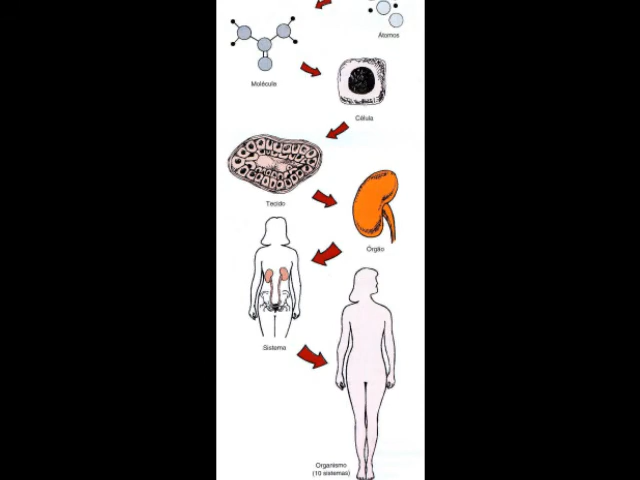 Átomos
Molécula
Célula
Tecido
Órgão
Sistema
Organismo
(10 sistemas)